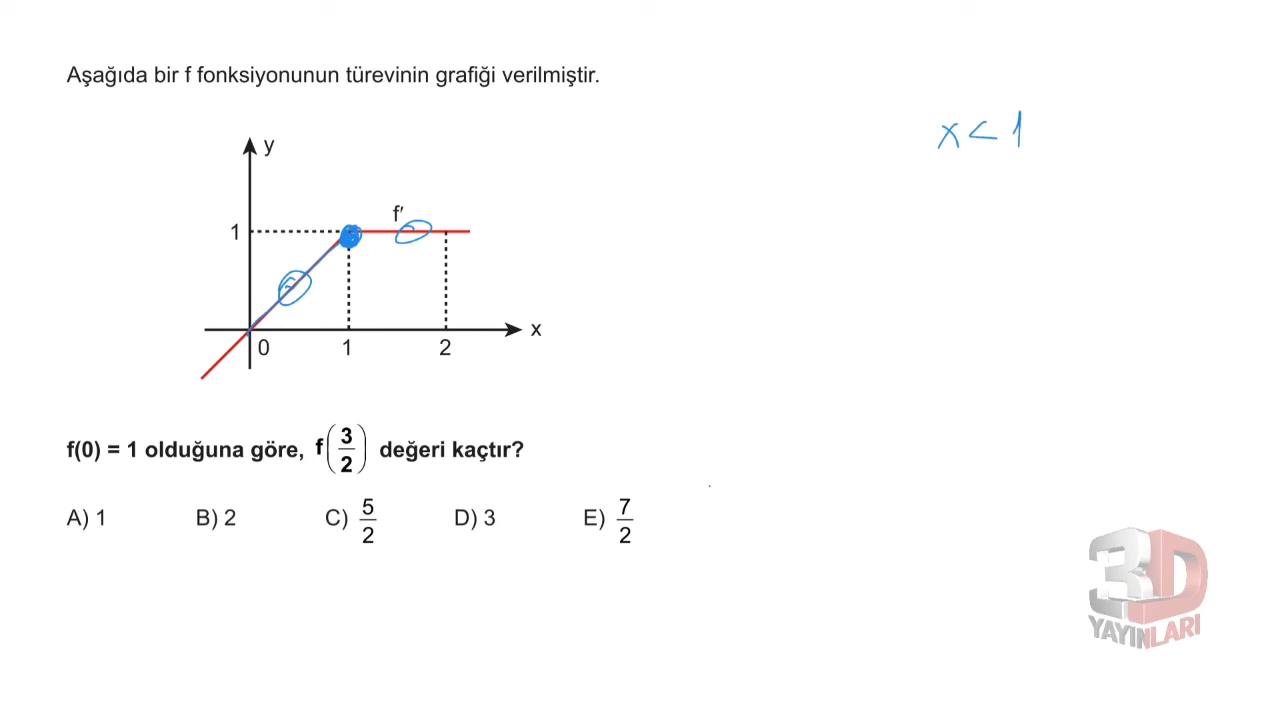 Aşağıda bir f fonksiyonunun türevinin grafiği verilmiştir.
x < 1
y
f′
1
x
0 1 2
f(0) = 1 olduğuna göre, f(3/2) değeri kaçtır?
A) 1 B) 2 C) 5/2 D) 3 E) 7/2
3D
YAYINLARI